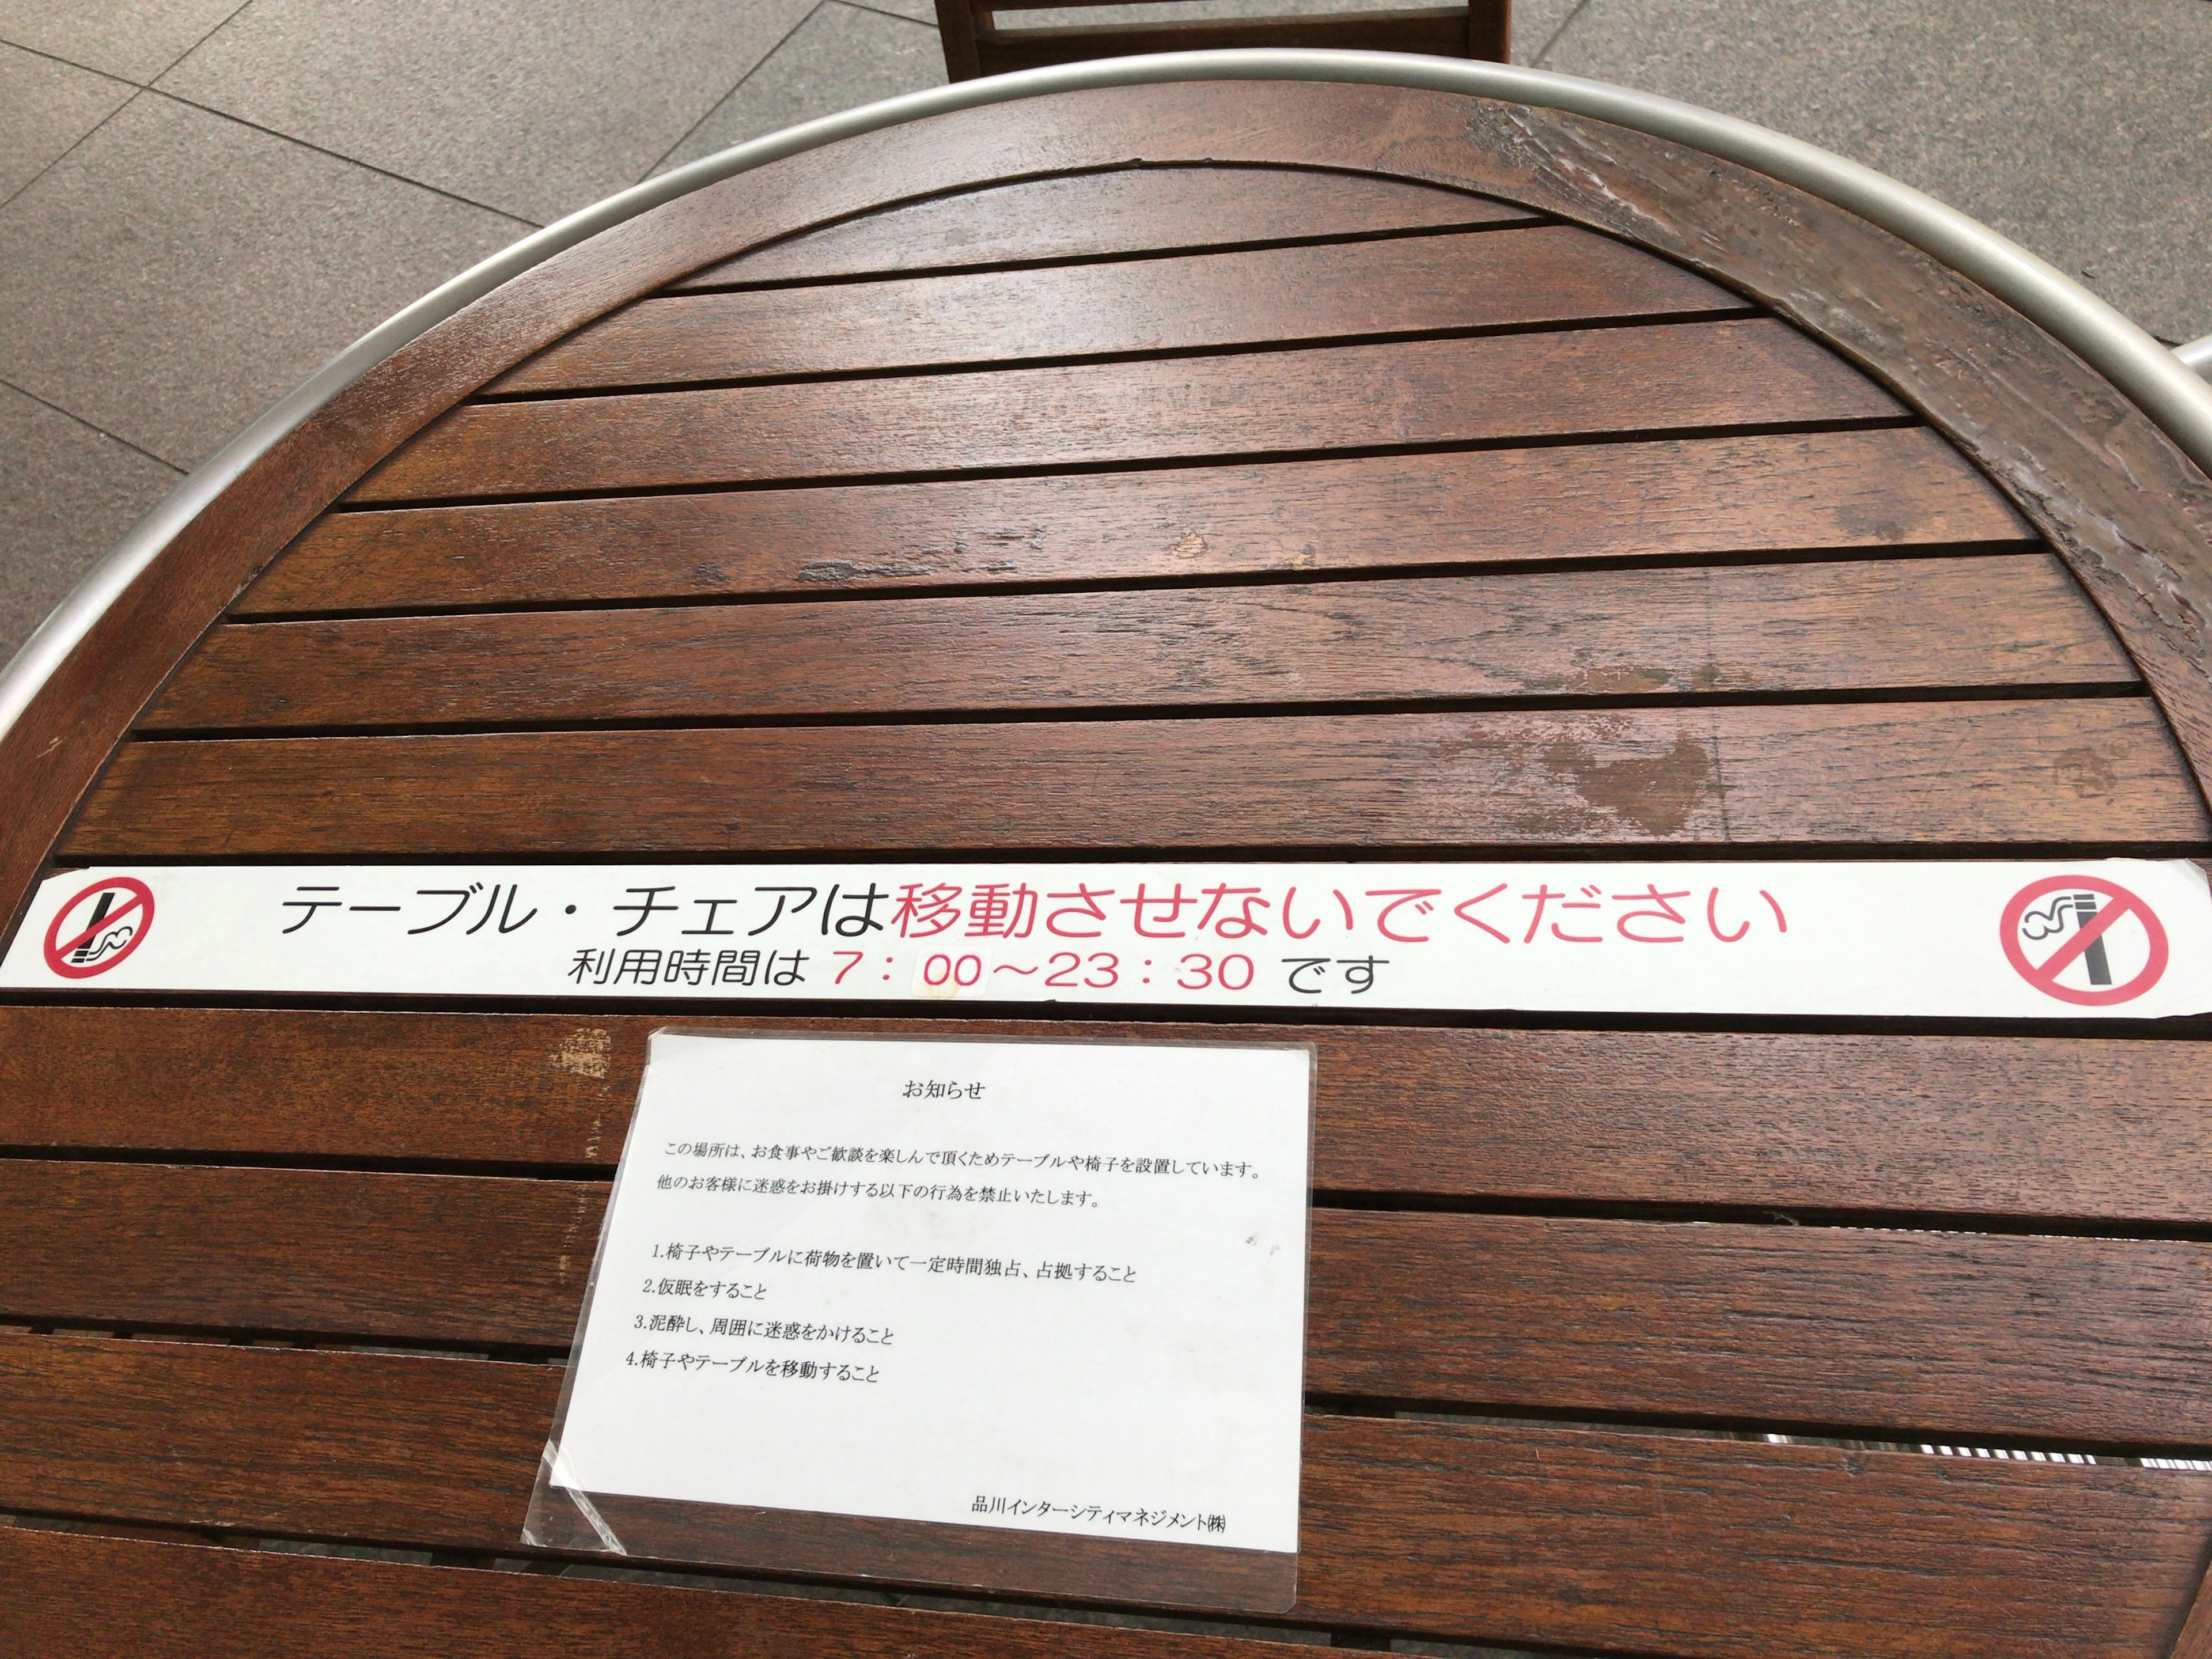 テーブル・チェアは移動させないでください
利用時間は 7：00～23：30 です
お知らせ
この場所は、お食事やご歓談を楽しんで頂くためテーブルや椅子を設置しています。
他のお客様に迷惑をお掛けする以下の行為を禁止いたします。
1.椅子やテーブルに荷物を置いて一定時間独占、占拠すること
2.仮眠をすること
3.泥酔し、周囲に迷惑をかけること
4.椅子やテーブルを移動すること
品川インターシティマネジメント㈱